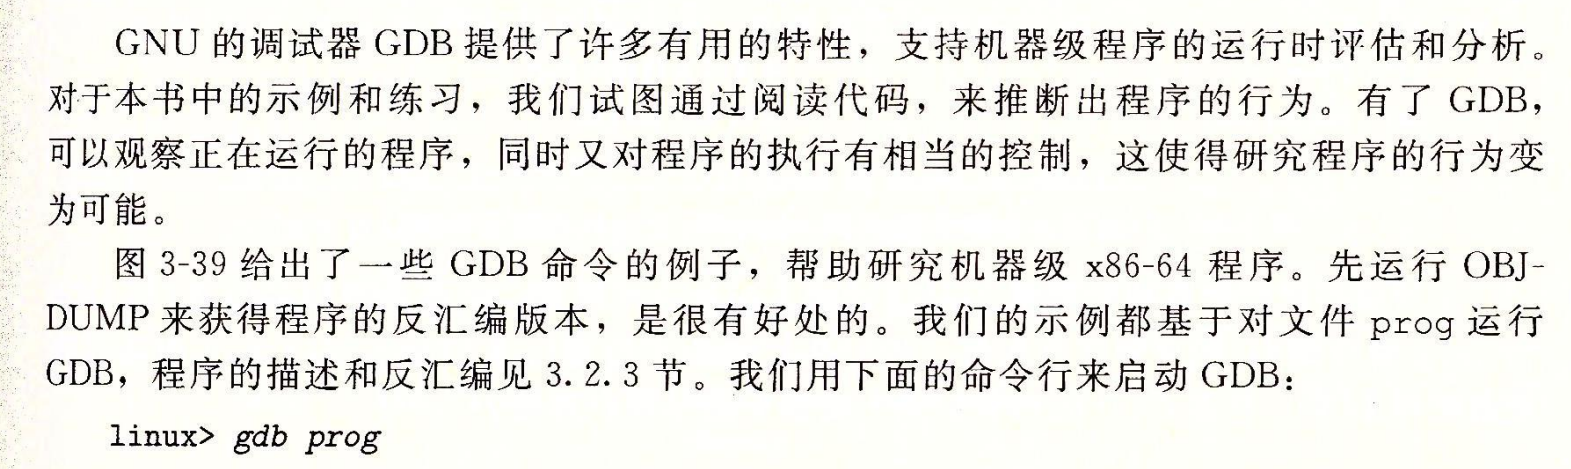 GNU 的调试器 GDB 提供了许多有用的特性，支持机器级程序的运行时评估和分析。
对于本书中的示例和练习，我们试图通过阅读代码，来推断出程序的行为。有了 GDB，
可以观察正在运行的程序，同时又对程序的执行有相当的控制，这使得研究程序的行为变
为可能。
图 3-39 给出了一些 GDB 命令的例子，帮助研究机器级 x86-64 程序。先运行 OBJ-
DUMP 来获得程序的反汇编版本，是很有好处的。我们的示例都基于对文件 prog 运行
GDB，程序的描述和反汇编见 3.2.3 节。我们用下面的命令行来启动 GDB：
linux> gdb prog